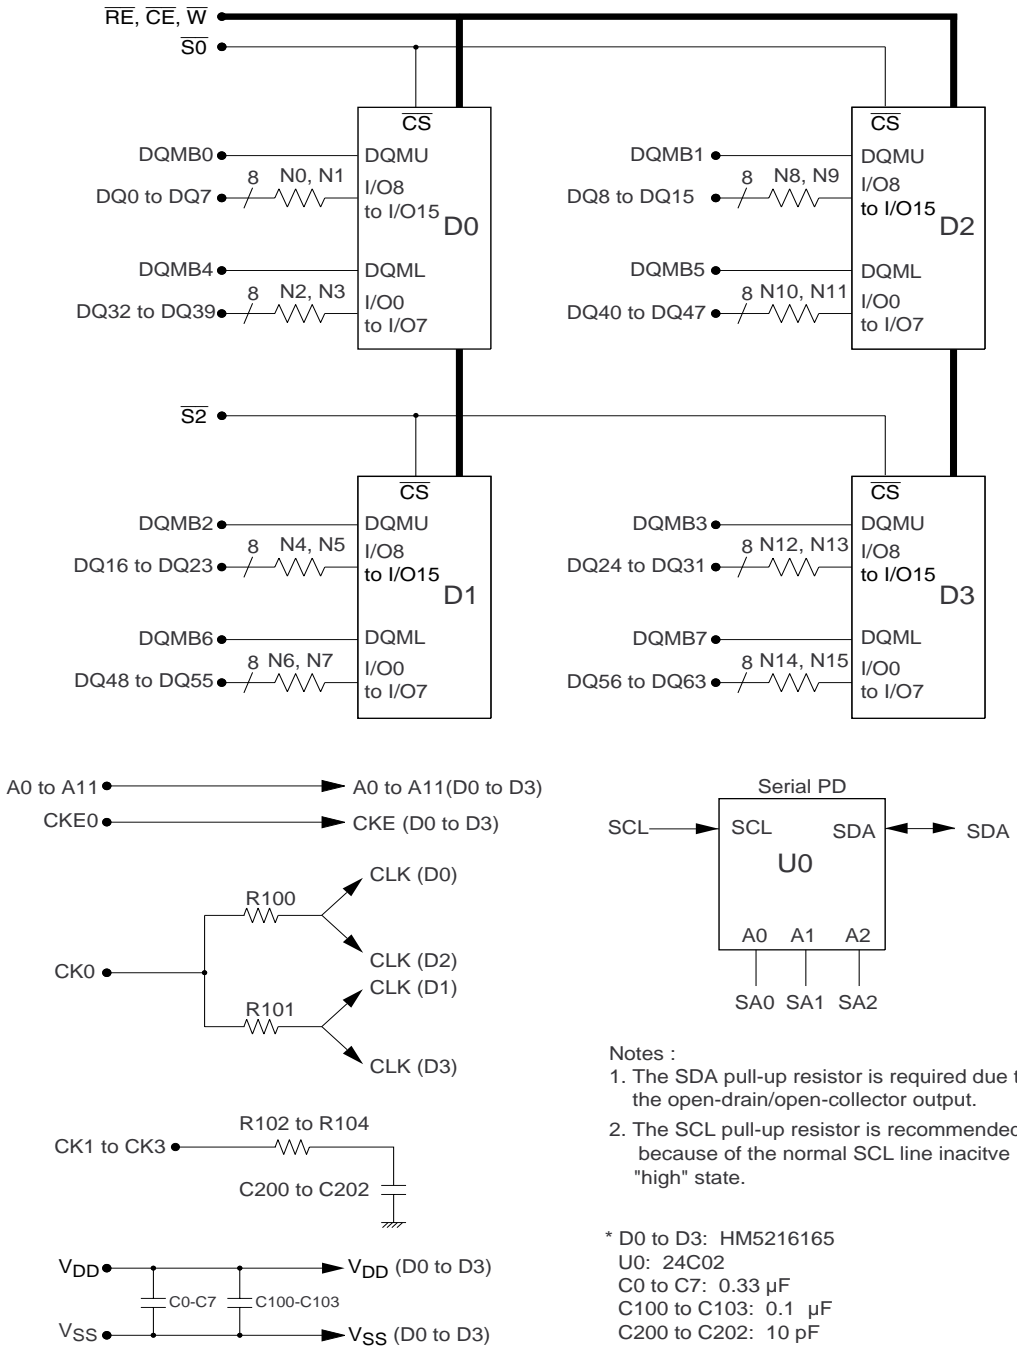 R̅E̅, C̅E̅, W̅
S̅0̅
C̅S̅
C̅S̅
DQMB0
DQMU
DQMB1
DQMU
8 N0, N1
8 N8, N9
DQ0 to DQ7
I/O8
to I/O15
DQ8 to DQ15
I/O8
to I/O15
D0
D2
DQMB4
DQML
DQMB5
DQML
8 N2, N3
8 N10, N11
DQ32 to DQ39
I/O0
to I/O7
DQ40 to DQ47
I/O0
to I/O7
S̅2̅
C̅S̅
C̅S̅
DQMB2
DQMU
DQMB3
DQMU
8 N4, N5
8 N12, N13
DQ16 to DQ23
I/O8
to I/O15
DQ24 to DQ31
I/O8
to I/O15
D1
D3
DQMB6
DQML
DQMB7
DQML
8 N6, N7
8 N14, N15
DQ48 to DQ55
I/O0
to I/O7
DQ56 to DQ63
I/O0
to I/O7
A0 to A11
A0 to A11(D0 to D3)
CKE0
CKE (D0 to D3)
CK0
R100
CLK (D0)
CLK (D2)
R101
CLK (D1)
CLK (D3)
CK1 to CK3
R102 to R104
C200 to C202
VDD
VDD (D0 to D3)
C0-C7
C100-C103
VSS
VSS (D0 to D3)
Serial PD
SCL
SCL
SDA
SDA
U0
A0 A1 A2
SA0 SA1 SA2
Notes :
1. The SDA pull-up resistor is required due t
the open-drain/open-collector output.
2. The SCL pull-up resistor is recommended
because of the normal SCL line inacitve
"high" state.
* D0 to D3: HM5216165
U0: 24C02
C0 to C7: 0.33 µF
C100 to C103: 0.1 µF
C200 to C202: 10 pF